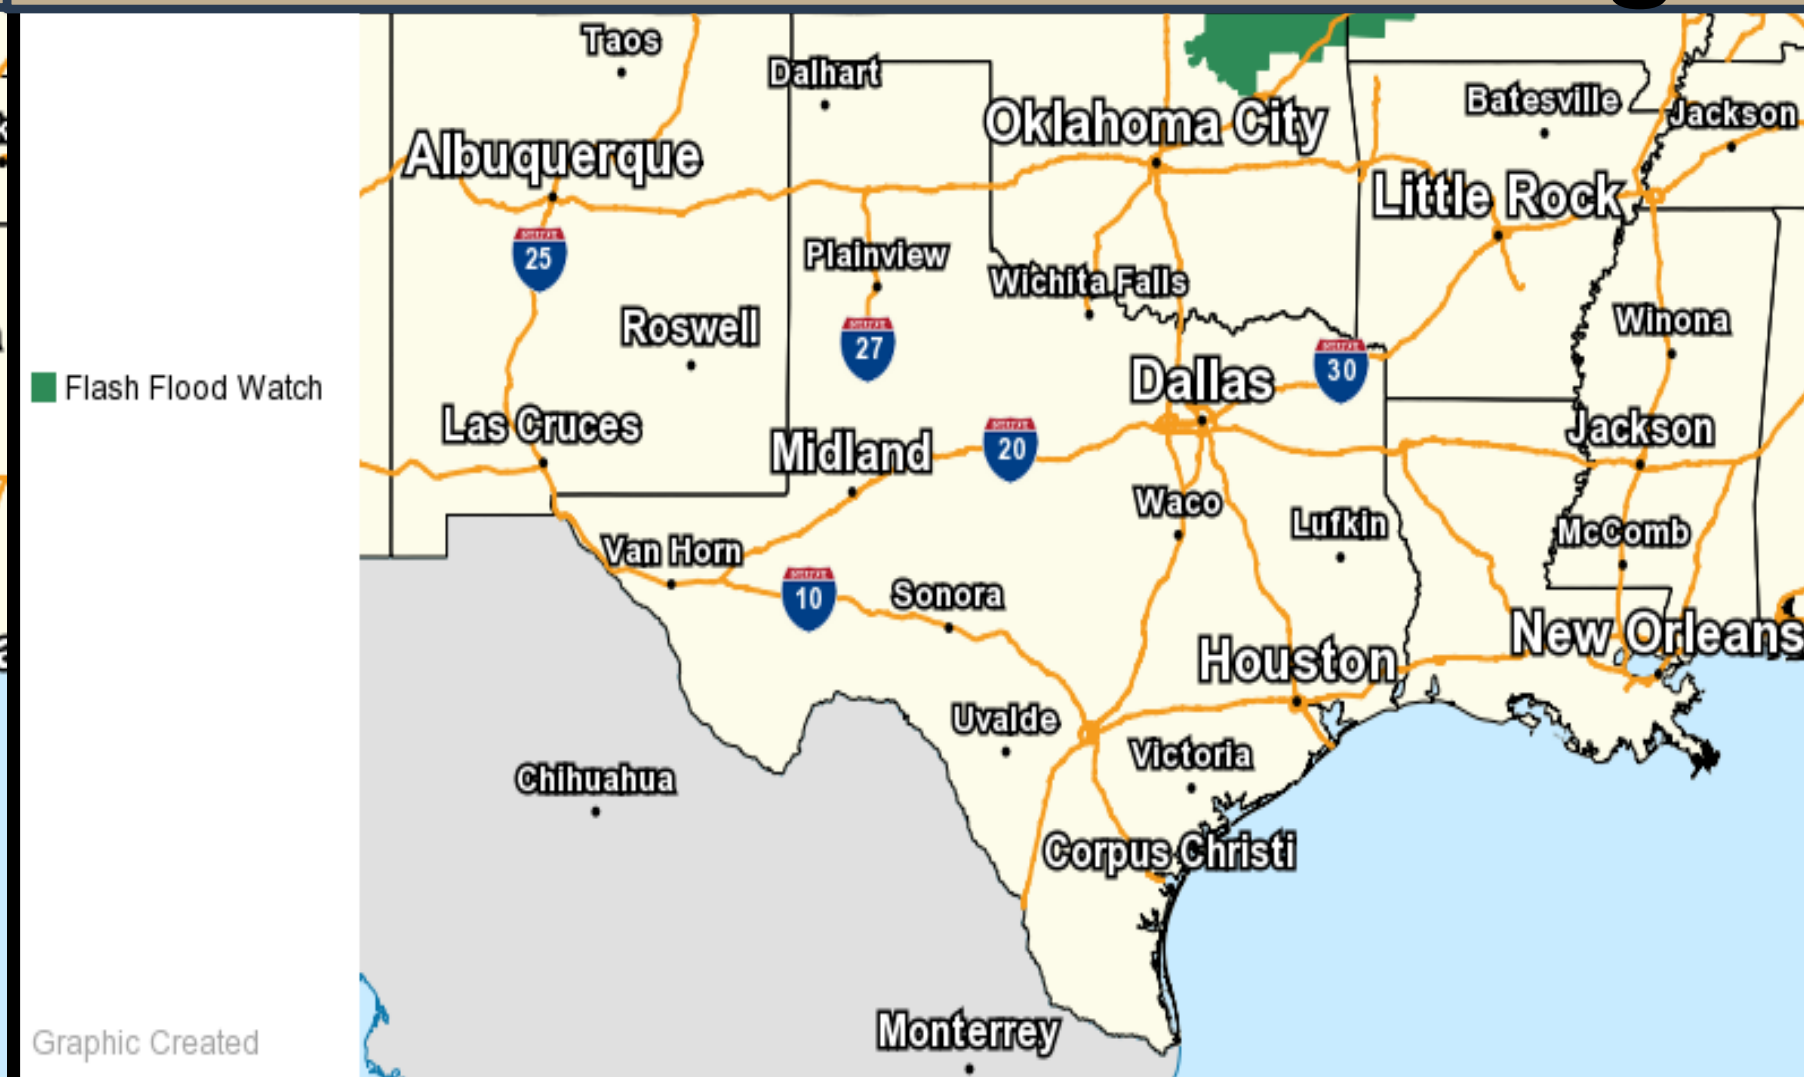 Taos
Dalhart
Oklahoma City
Batesville
Jackson
Albuquerque
Little Rock
25
Plainview
Wichita Falls
Roswell
27
Winona
30
Dallas
Flash Flood Watch
Las Cruces
Midland
20
Jackson
Waco
Lufkin
McComb
Van Horn
10
Sonora
New Orleans
Houston
Uvalde
Victoria
Chihuahua
Corpus Christi
Monterrey
Graphic Created